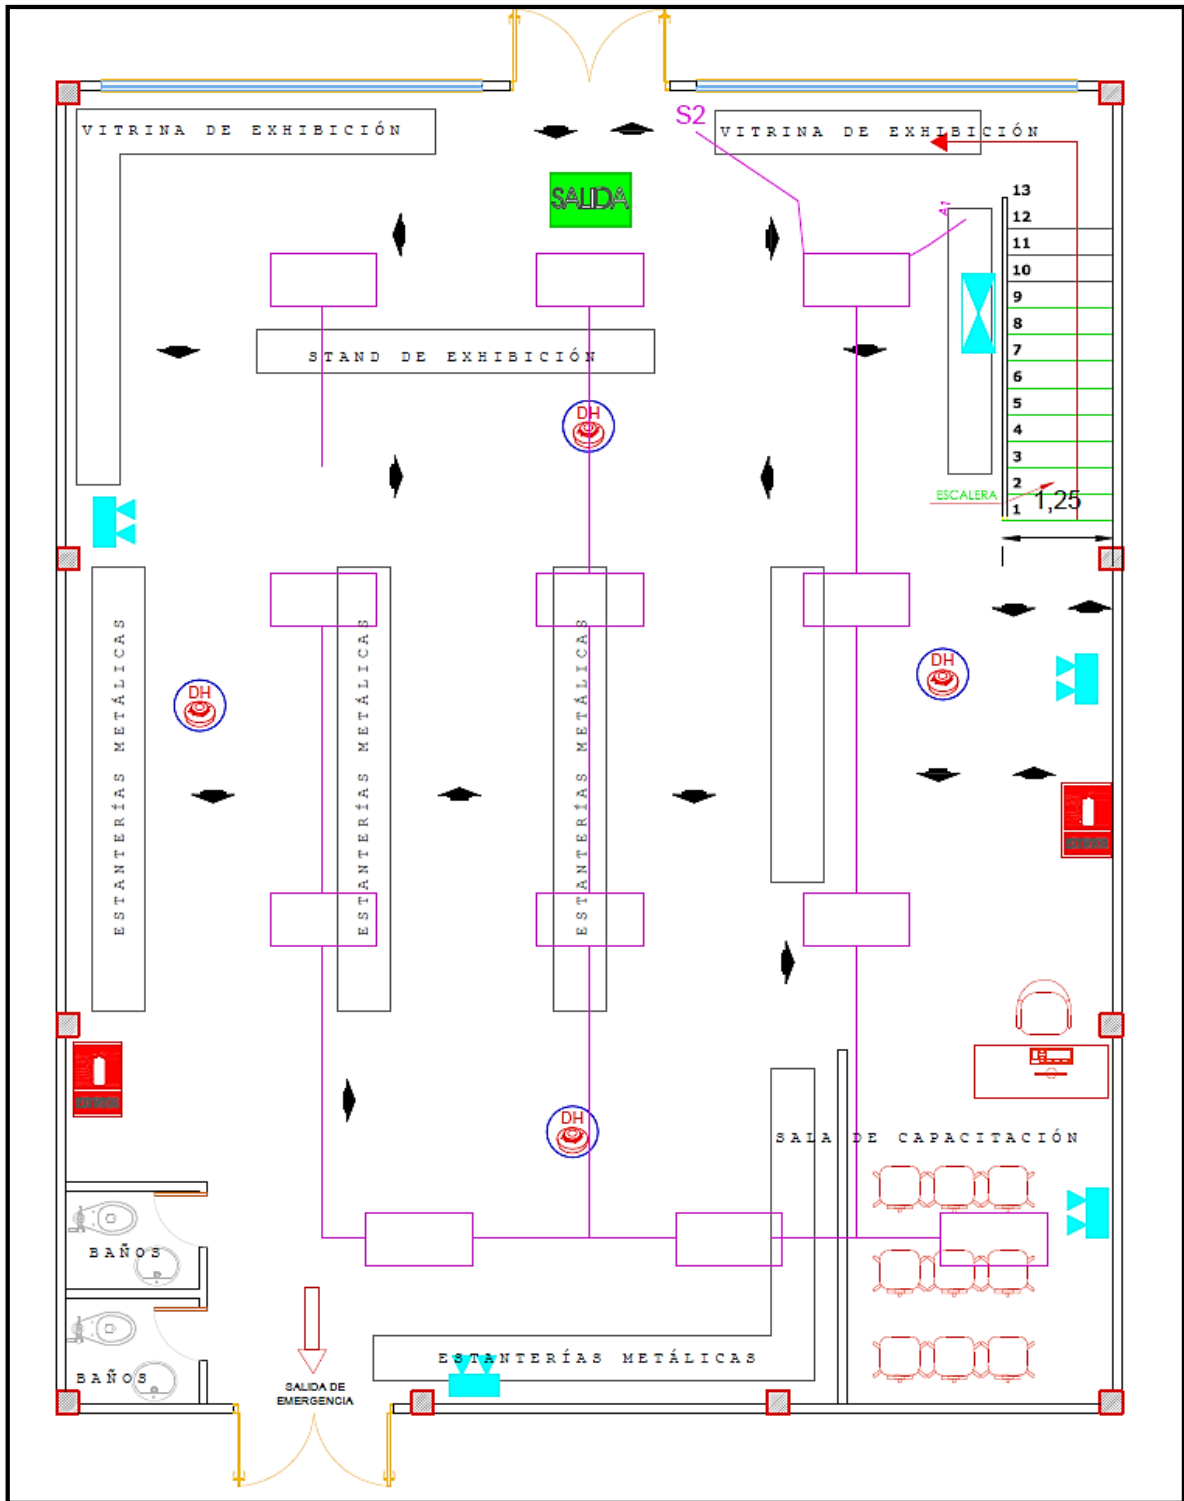 S2
VITRINA DE EXHIBICIÓN
VITRINA DE EXHIBICIÓN
SALIDA
13
12
11
10
9
8
7
6
5
4
3
2
1
STAND DE EXHIBICIÓN
DH
ESCALERA
1,25
ESTANTERÍAS METÁLICAS
ESTANTERÍAS METÁLICAS
ESTANTERÍAS METÁLICAS
DH
DH
DH
SALA DE CAPACITACIÓN
BAÑOS
BAÑOS
ESTANTERÍAS METÁLICAS
SALIDA DE
EMERGENCIA